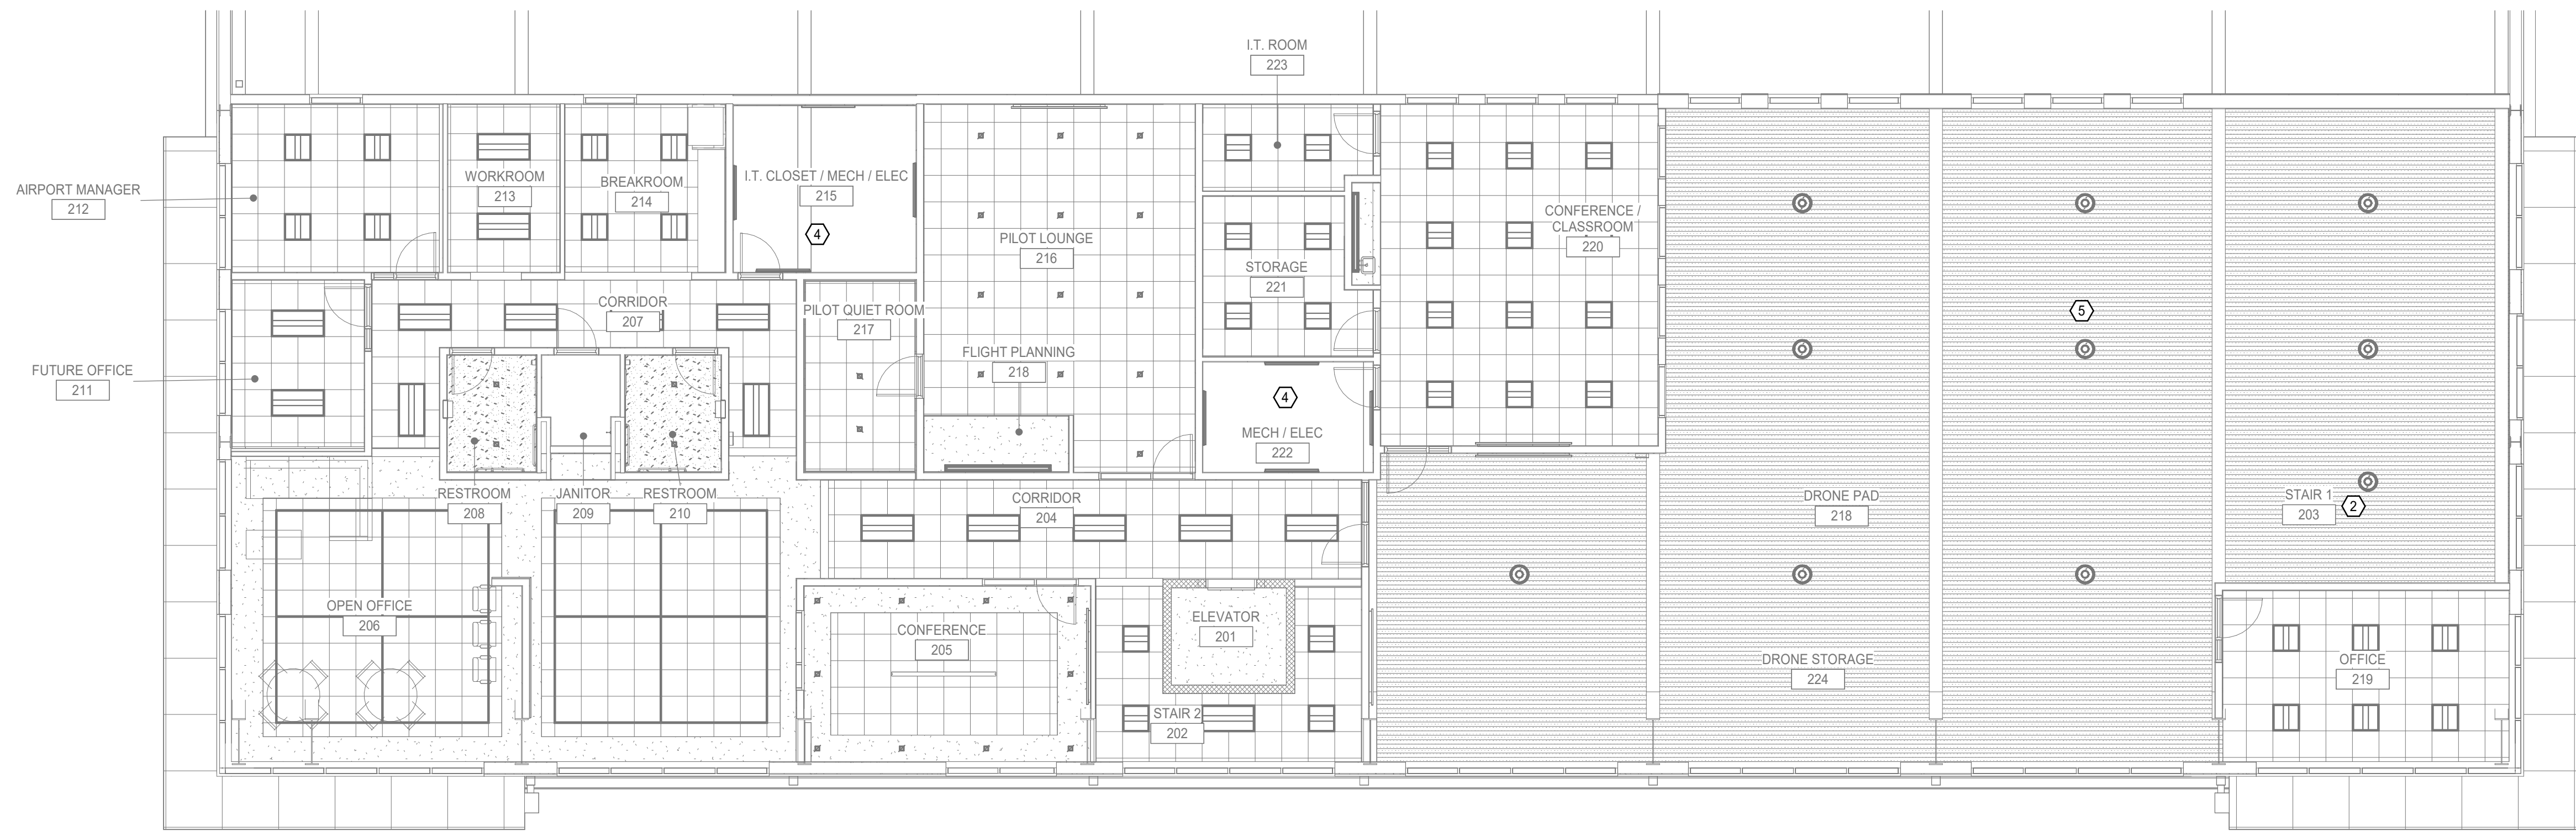 I.T. ROOM
223
AIRPORT MANAGER
212
WORKROOM
213
BREAKROOM
214
I.T. CLOSET / MECH / ELEC
215
4
PILOT LOUNGE
216
STORAGE
221
CONFERENCE /
CLASSROOM
220
CORRIDOR
207
PILOT QUIET ROOM
217
FLIGHT PLANNING
218
5
FUTURE OFFICE
211
4
MECH / ELEC
222
RESTROOM
208
JANITOR
209
RESTROOM
210
CORRIDOR
204
DRONE PAD
218
STAIR 1
203
2
OPEN OFFICE
206
CONFERENCE
205
ELEVATOR
201
DRONE STORAGE
224
OFFICE
219
STAIR 2
202